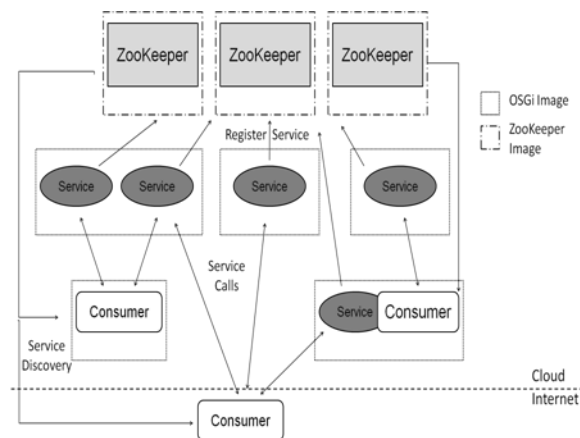 ZooKeeper
ZooKeeper
ZooKeeper
OSGi Image
ZooKeeper
Image
Register Service
Service
Service
Service
Service
Service
Calls
Consumer
Service
Consumer
Service
Discovery
Cloud
Internet
Consumer